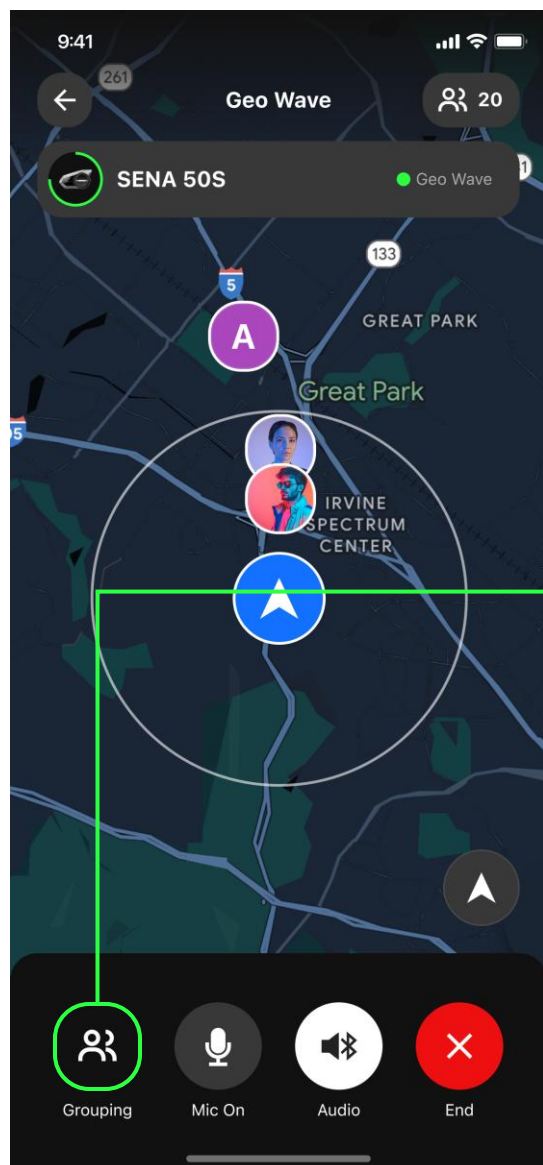 9:41
261
Geo Wave
20
SENA 50S
Geo Wave
133
5
A
GREAT PARK
Great Park
IRVINE
SPECTRUM
CENTER
Grouping
Mic On
Audio
End